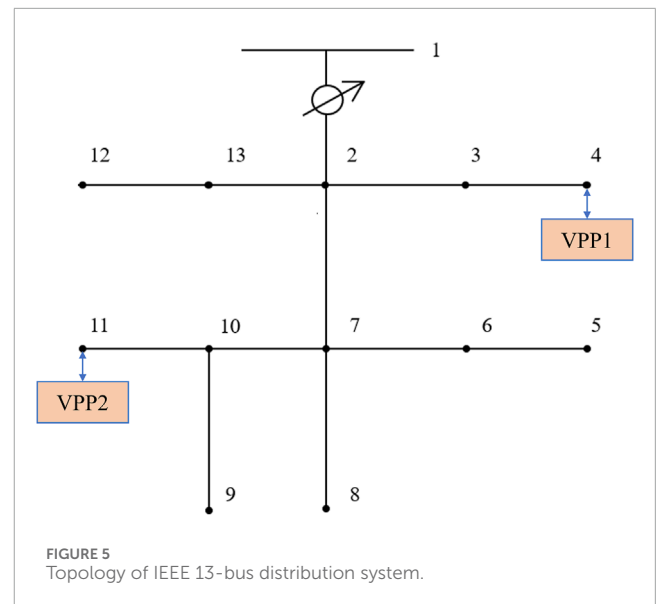 1
12 13 2 3 4
VPP1
11 10 7 6 5
VPP2
9 8
FIGURE 5
Topology of IEEE 13-bus distribution system.